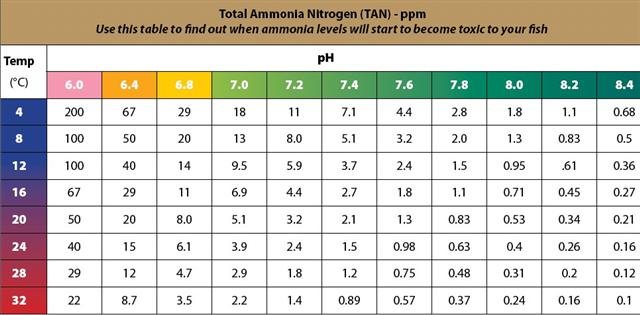 Total Ammonia Nitrogen (TAN) - ppm
Use this table to find out when ammonia levels will start to become toxic to your fish
Temp (°C) pH
6.0 6.4 6.8 7.0 7.2 7.4 7.6 7.8 8.0 8.2 8.4
4 200 67 29 18 11 7.1 4.4 2.8 1.8 1.1 0.68
8 100 50 20 13 8.0 5.1 3.2 2.0 1.3 0.83 0.5
12 100 40 14 9.5 5.9 3.7 2.4 1.5 0.95 .61 0.36
16 67 29 11 6.9 4.4 2.7 1.8 1.1 0.71 0.45 0.27
20 50 20 8.0 5.1 3.2 2.1 1.3 0.83 0.53 0.34 0.21
24 40 15 6.1 3.9 2.4 1.5 0.98 0.63 0.4 0.26 0.16
28 29 12 4.7 2.9 1.8 1.2 0.75 0.48 0.31 0.2 0.12
32 22 8.7 3.5 2.2 1.4 0.89 0.57 0.37 0.24 0.16 0.1